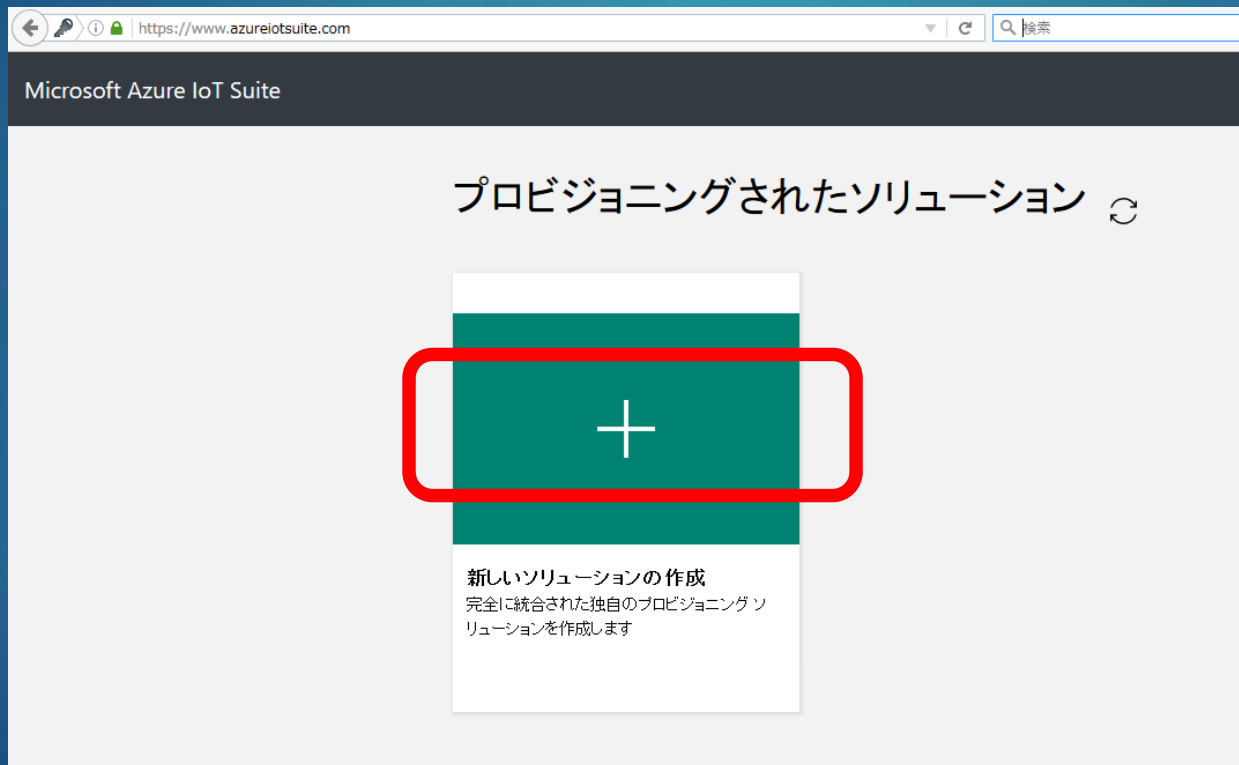 https://www.azureiotsuite.com
検索
Microsoft Azure IoT Suite
プロビジョニングされたソリューション
新しいソリューションの作成
完全に統合された独自のプロビジョニング ソ
リューションを作成します